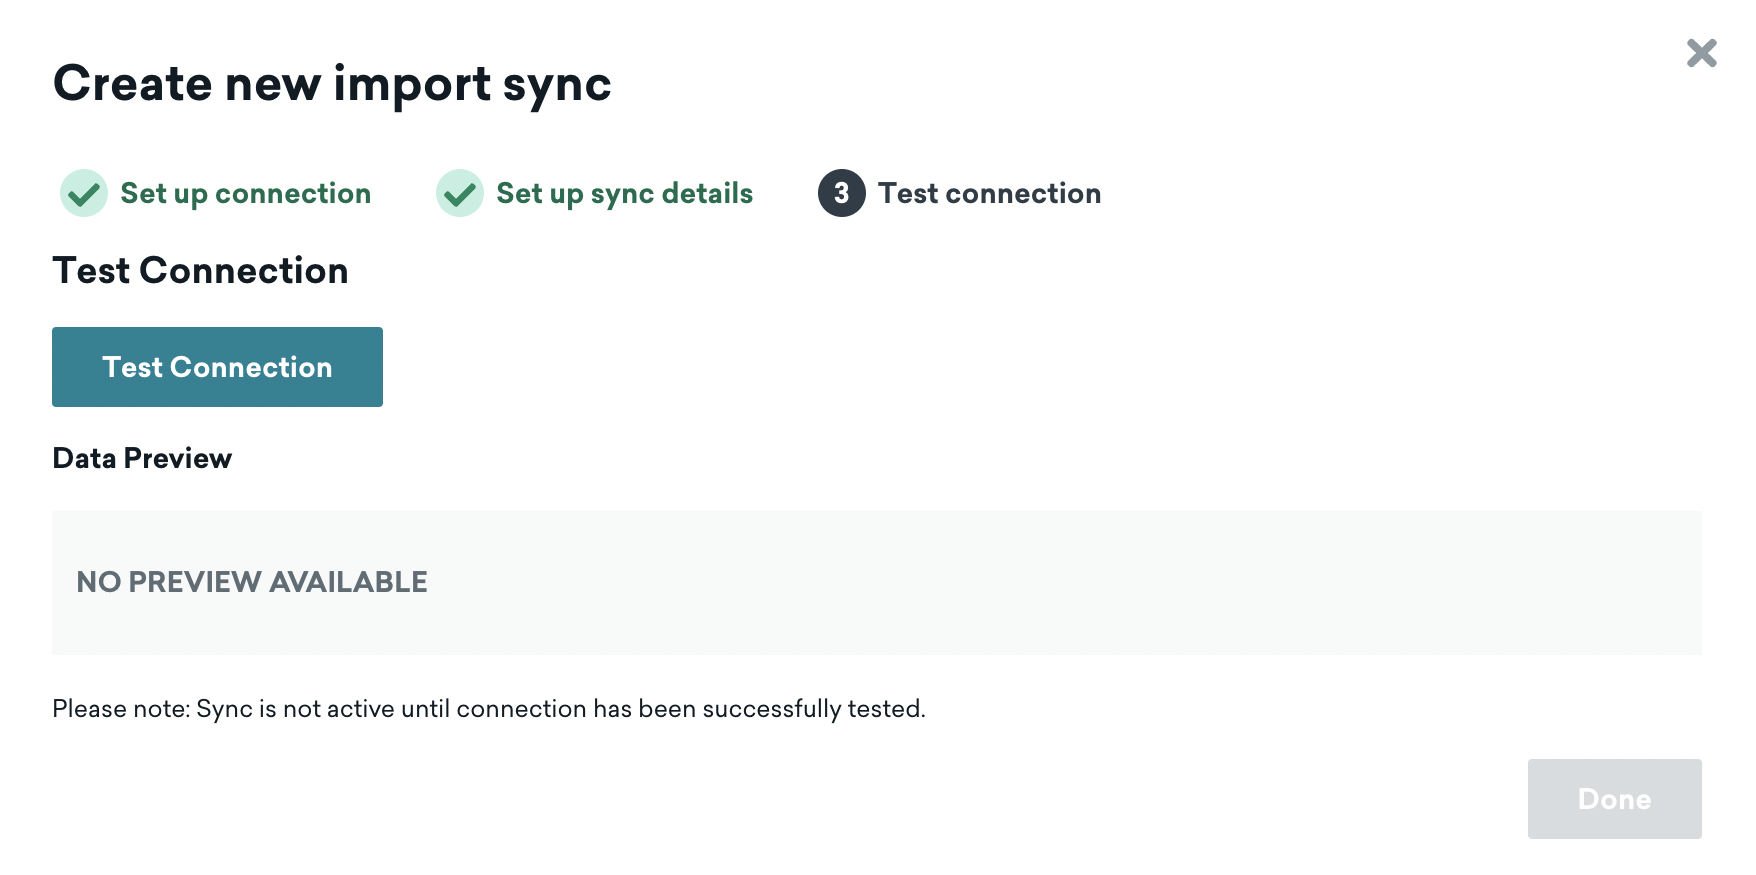 Create new import sync
Set up connection
Set up sync details
3 Test connection
Test Connection
Test Connection
Data Preview
NO PREVIEW AVAILABLE
Please note: Sync is not active until connection has been successfully tested.
Done